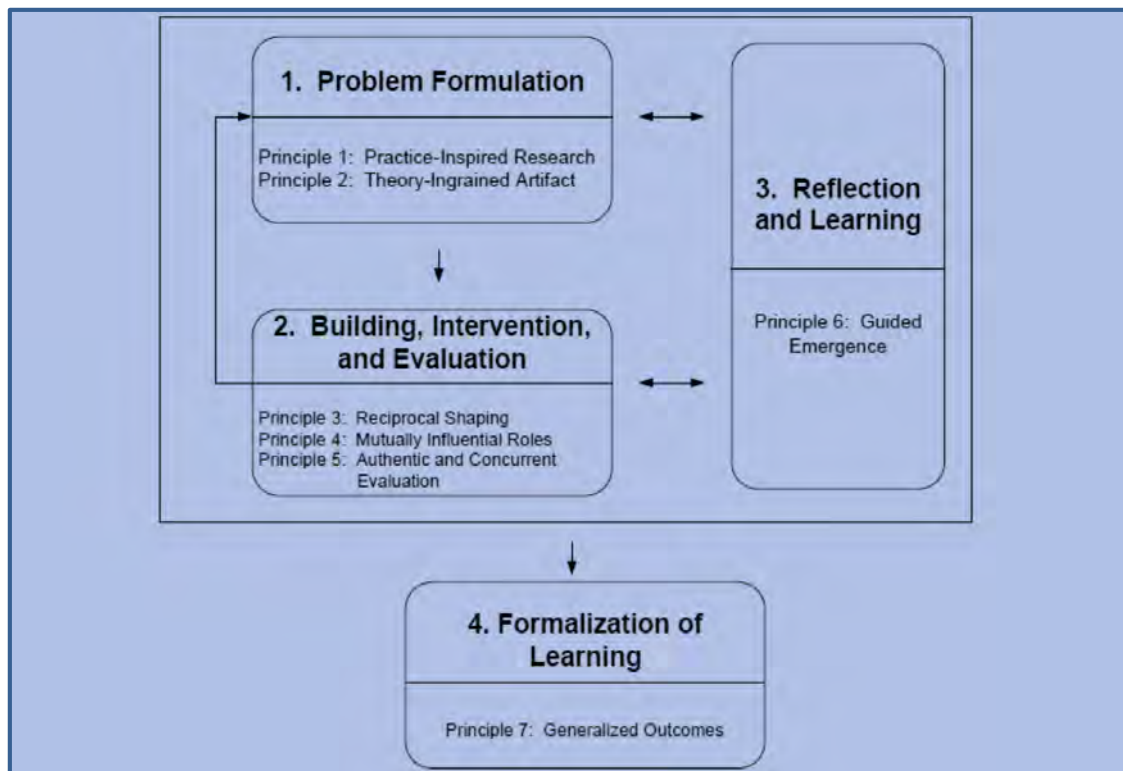 1. Problem Formulation
Principle 1: Practice-Inspired Research
Principle 2: Theory-Ingrained Artifact
2. Building, Intervention,
and Evaluation
Principle 3: Reciprocal Shaping
Principle 4: Mutually Influential Roles
Principle 5: Authentic and Concurrent
Evaluation
3. Reflection
and Learning
Principle 6: Guided
Emergence
4. Formalization of
Learning
Principle 7: Generalized Outcomes